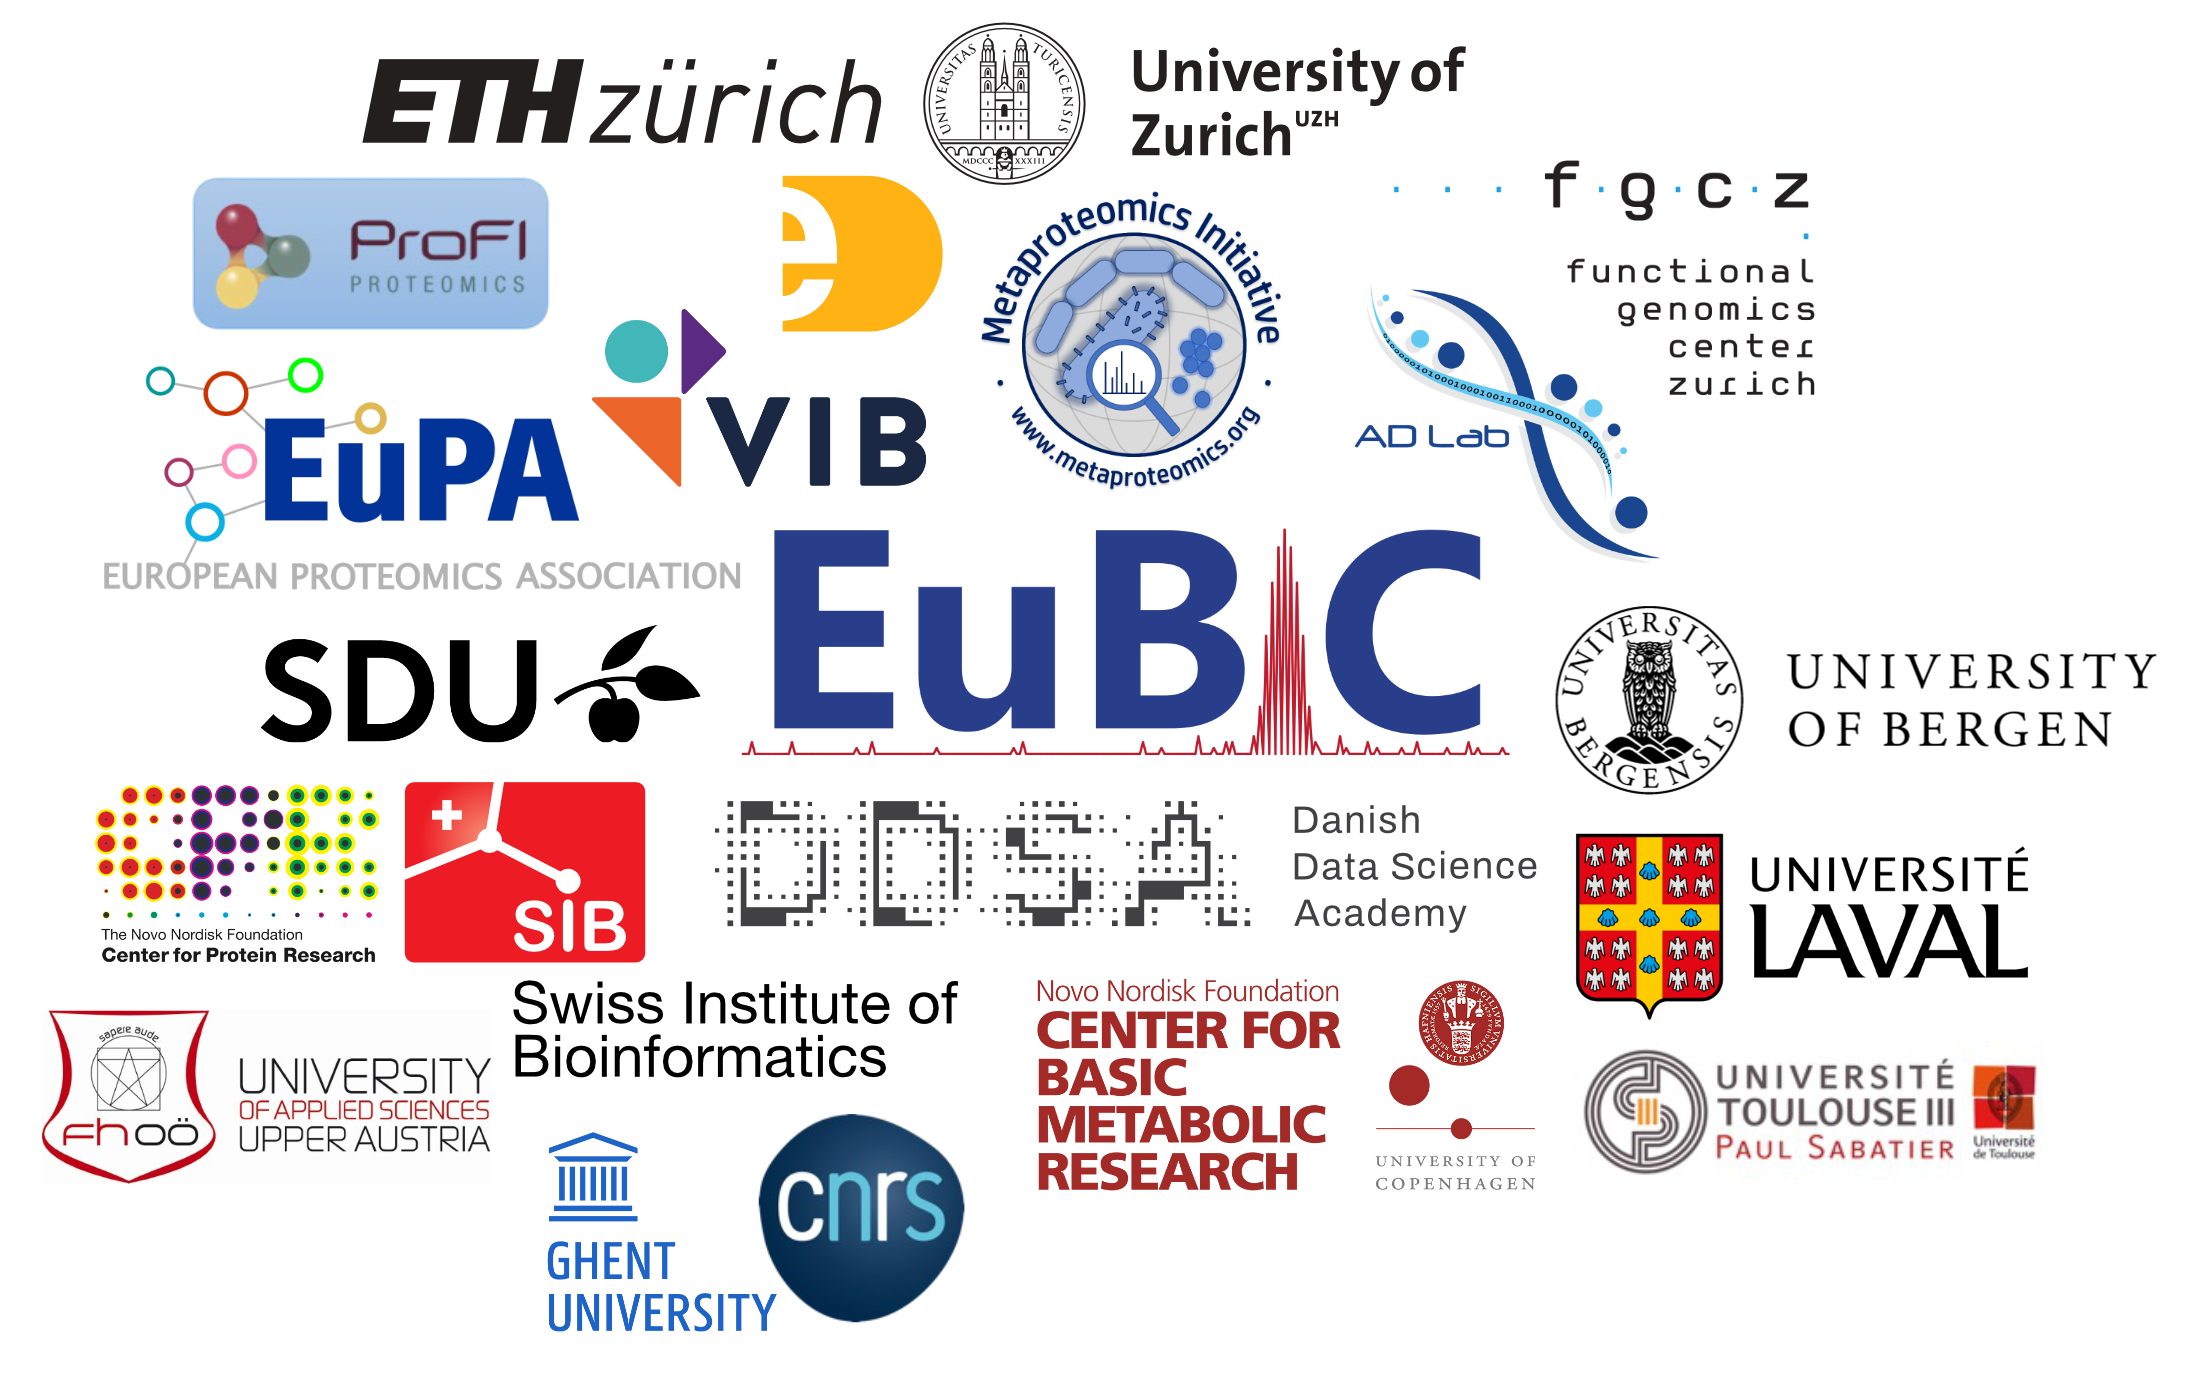 ETH zürich
UNIVERSITAS TURICENSIS
MDCCC XXXIII
University of
Zurich UZH
ProFI
PROTEOMICS
e
Metaproteomics Initiative
www.metaproteomics.org
f·g·c·z
functional
genomics
center
zurich
AD Lab
VIB
EuPA
EUROPEAN PROTEOMICS ASSOCIATION
EuBIC
SDU
UNIVERSITAS BERGENSIS
UNIVERSITY
OF BERGEN
CPR
The Novo Nordisk Foundation
Center for Protein Research
SIB
Swiss Institute of
Bioinformatics
DDSA
Danish
Data Science
Academy
UNIVERSITÉ
LAVAL
sapere aude
fhoö
UNIVERSITY
OF APPLIED SCIENCES
UPPER AUSTRIA
GHENT
UNIVERSITY
cnrs
Novo Nordisk Foundation
CENTER FOR
BASIC
METABOLIC
RESEARCH
UNIVERSITY OF
COPENHAGEN
UNIVERSITÉ
TOULOUSE III
PAUL SABATIER
Université
de Toulouse